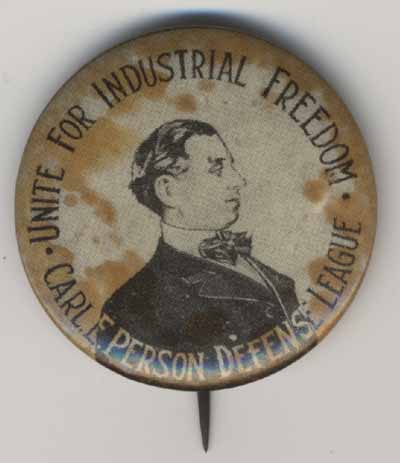 · UNITE FOR INDUSTRIAL FREEDOM ·
CARL E. PERSON DEFENSE LEAGUE